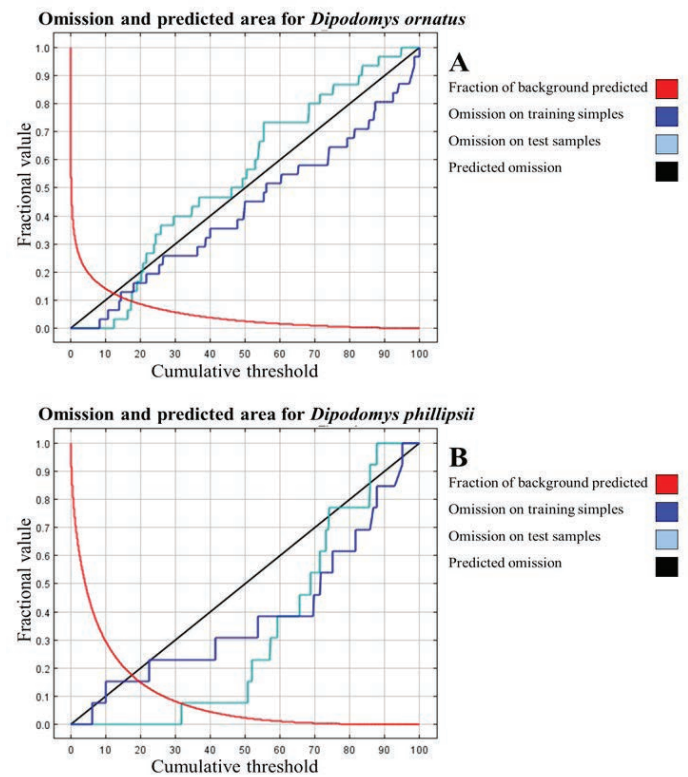 Omission and predicted area for Dipodomys ornatus
A
Fraction of background predicted
Omission on training simples
Omission on test samples
Predicted omission
Fractional valule
1.0
0.9
0.8
0.7
0.6
0.5
0.4
0.3
0.2
0.1
0.0
0 10 20 30 40 50 60 70 80 90 100
Cumulative threshold
Omission and predicted area for Dipodomys phillipsii
B
Fraction of background predicted
Omission on training simples
Omission on test samples
Predicted omission
Fractional valule
1.0
0.9
0.8
0.7
0.6
0.5
0.4
0.3
0.2
0.1
0.0
0 10 20 30 40 50 60 70 80 90 100
Cumulative threshold